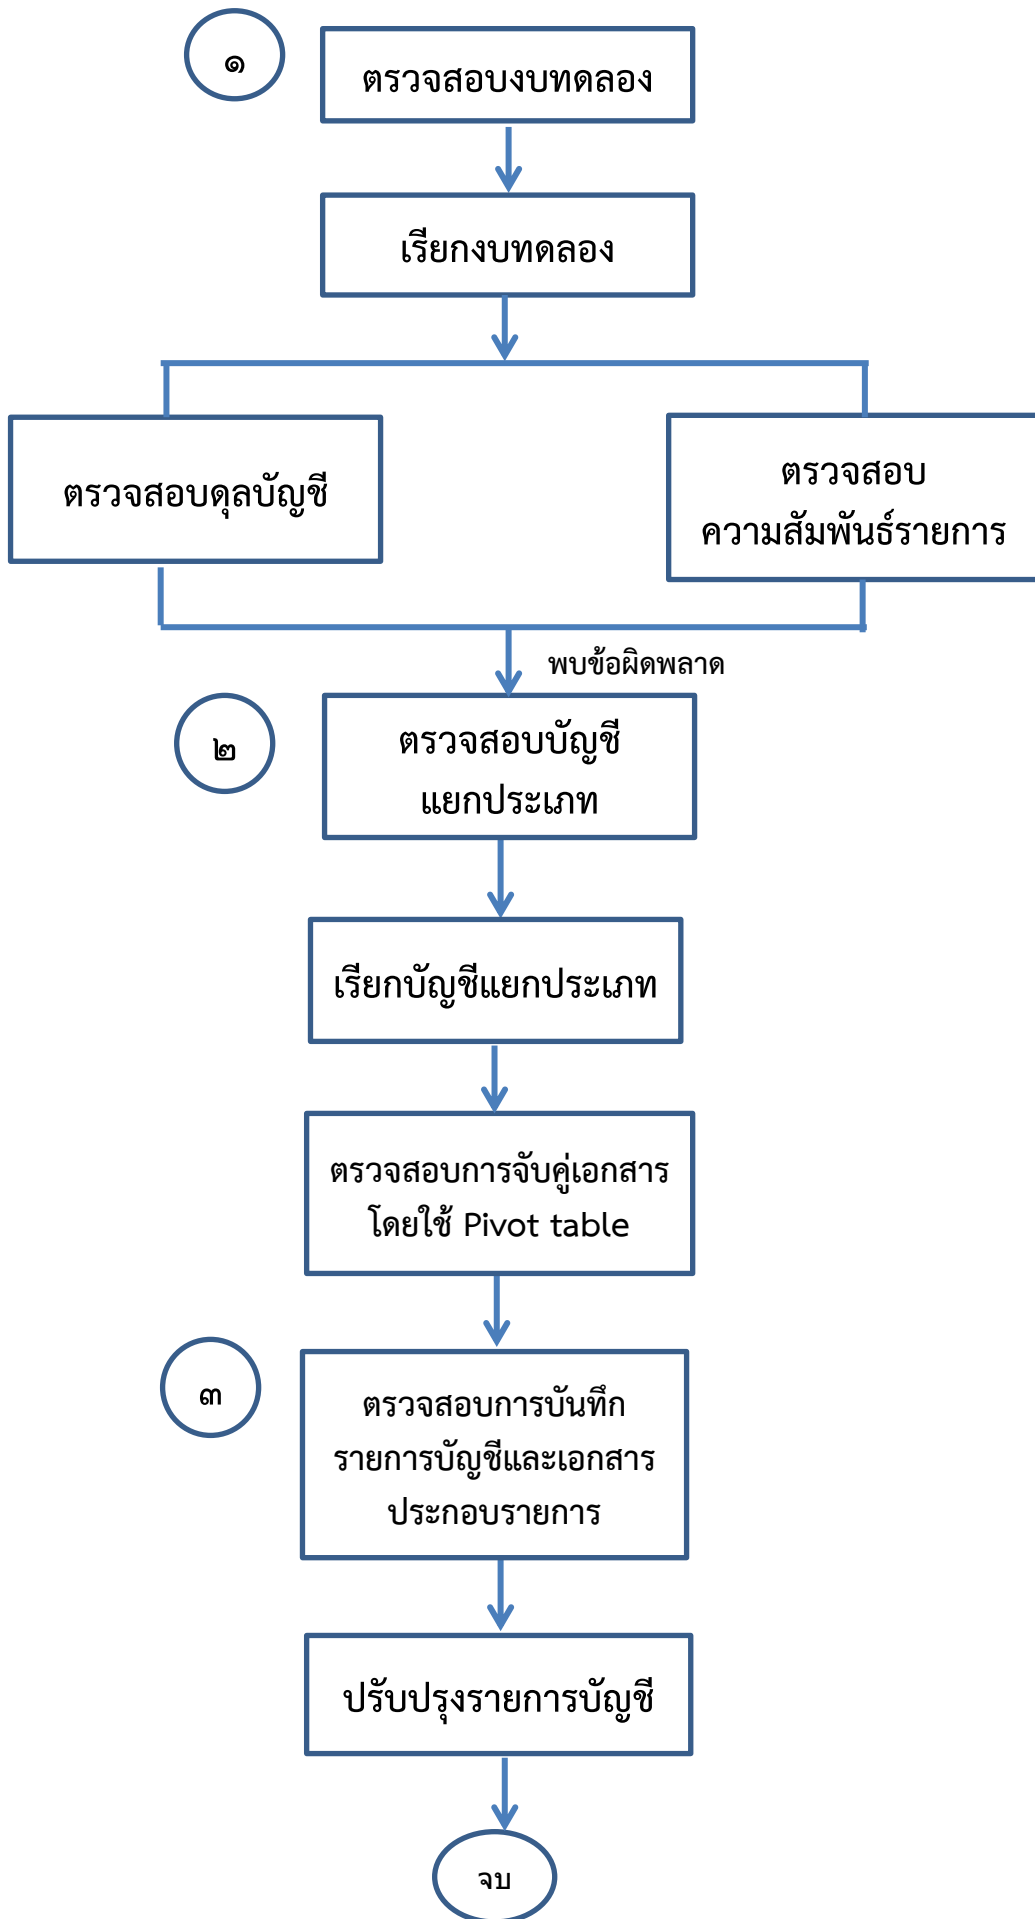 ๑
ตรวจสอบงบทดลอง
เรียกงบทดลอง
ตรวจสอบดุลบัญชี
ตรวจสอบ
ความสัมพันธ์รายการ
พบข้อผิดพลาด
๒
ตรวจสอบบัญชี
แยกประเภท
เรียกบัญชีแยกประเภท
ตรวจสอบการจับคู่เอกสาร
โดยใช้ Pivot table
๓
ตรวจสอบการบันทึก
รายการบัญชีและเอกสาร
ประกอบรายการ
ปรับปรุงรายการบัญชี
จบ